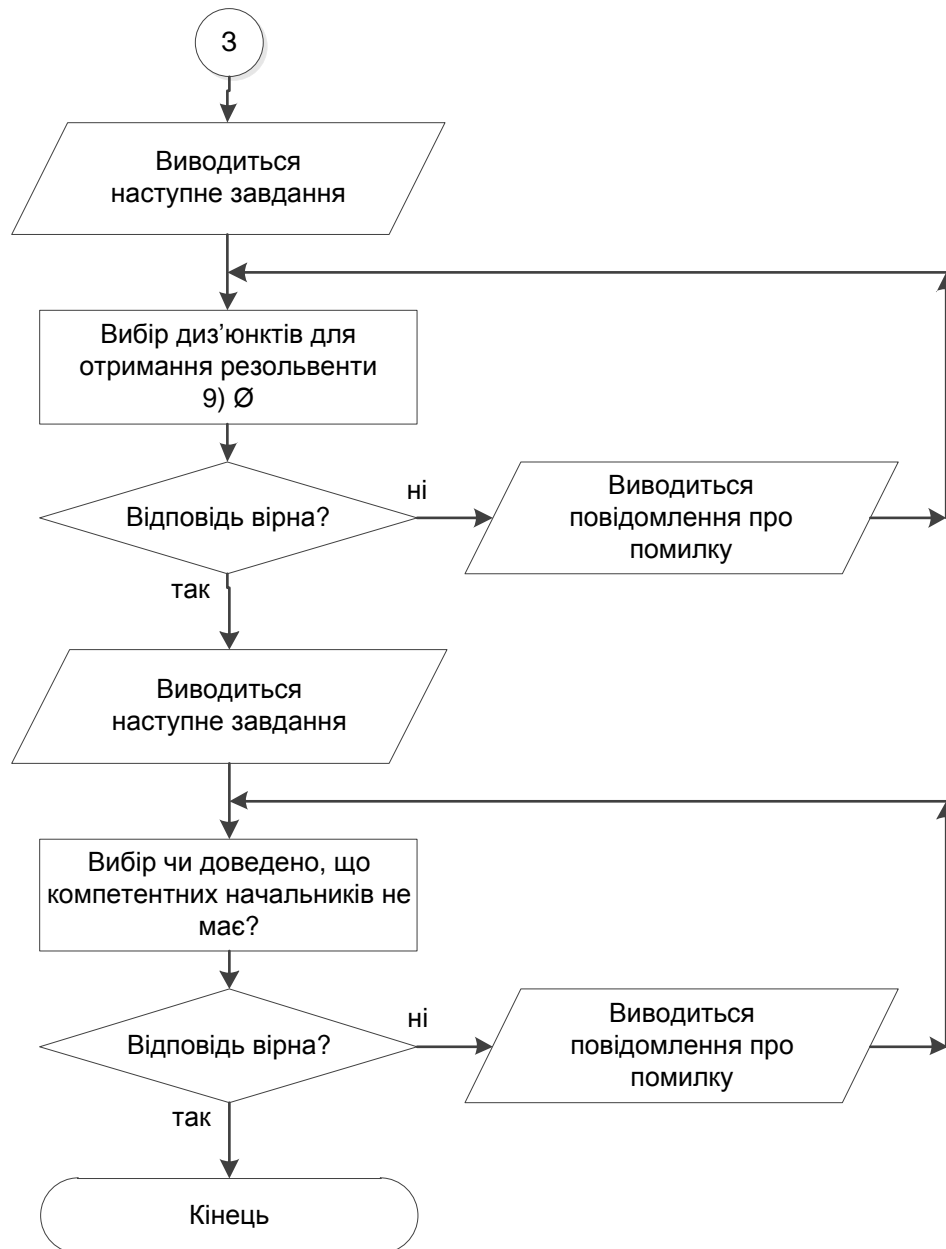 3
Виводиться
наступне завдання
Вибір диз’юнктів для
отримання резольвенти
9) Ø
Відповідь вірна?
ні
Виводиться
повідомлення про
помилку
так
Виводиться
наступне завдання
Вибір чи доведено, що
компетентних начальників не
має?
Відповідь вірна?
ні
Виводиться
повідомлення про
помилку
так
Кінець